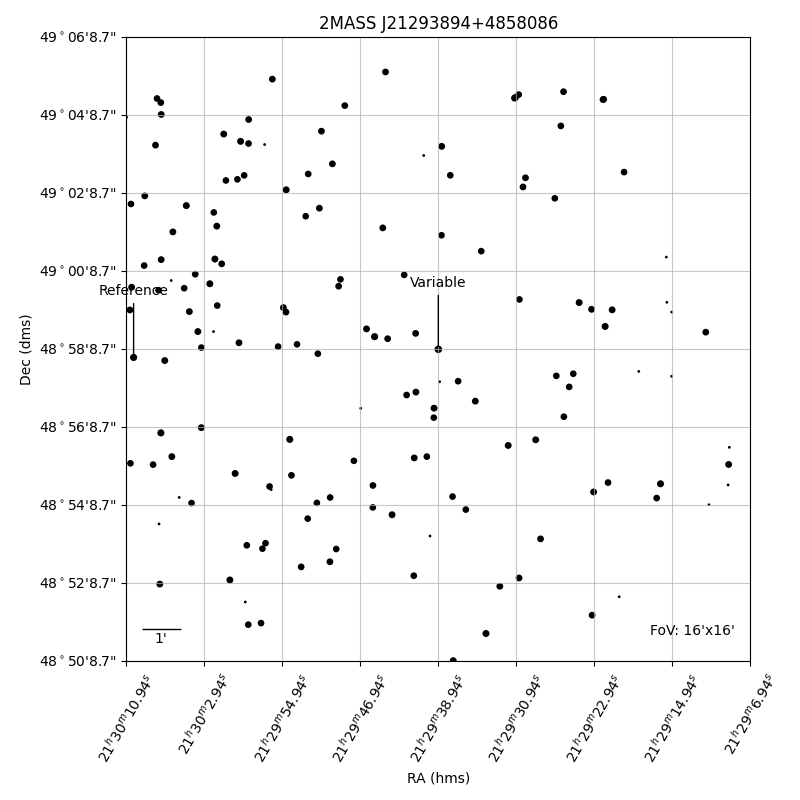 2MASS J21293894+4858086
49°06'8.7"
49°04'8.7"
49°02'8.7"
49°00'8.7"
48°58'8.7"
48°56'8.7"
48°54'8.7"
48°52'8.7"
48°50'8.7"
Dec (dms)
Reference
Variable
1'
FoV: 16'x16'
21h30m10.94s
21h30m2.94s
21h29m54.94s
21h29m46.94s
21h29m38.94s
21h29m30.94s
21h29m22.94s
21h29m14.94s
21h29m6.94s
RA (hms)